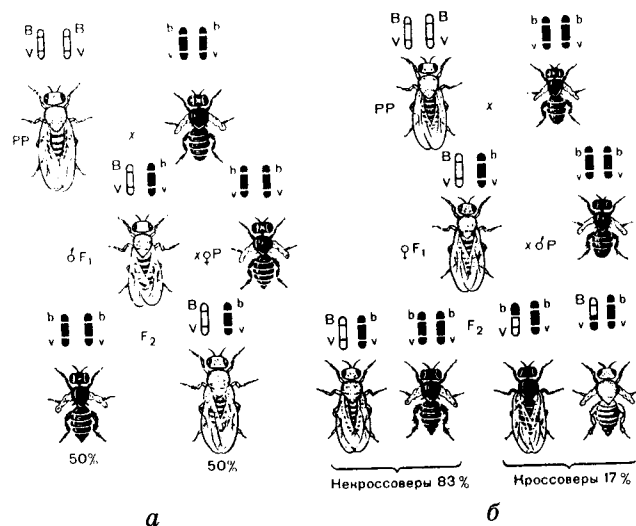 B B b b
V V v v
PP x
B b b b
V v v v
♂F₁ x♀P
b b B b
v v V v
F₂
50% 50%
а
B B b b
V V v v
PP x
B b b b
V v v v
♀F₁ x♂P
B b b b F₂ b b B b
V v v v V v v v
Некроссоверы 83% Кроссоверы 17%
б